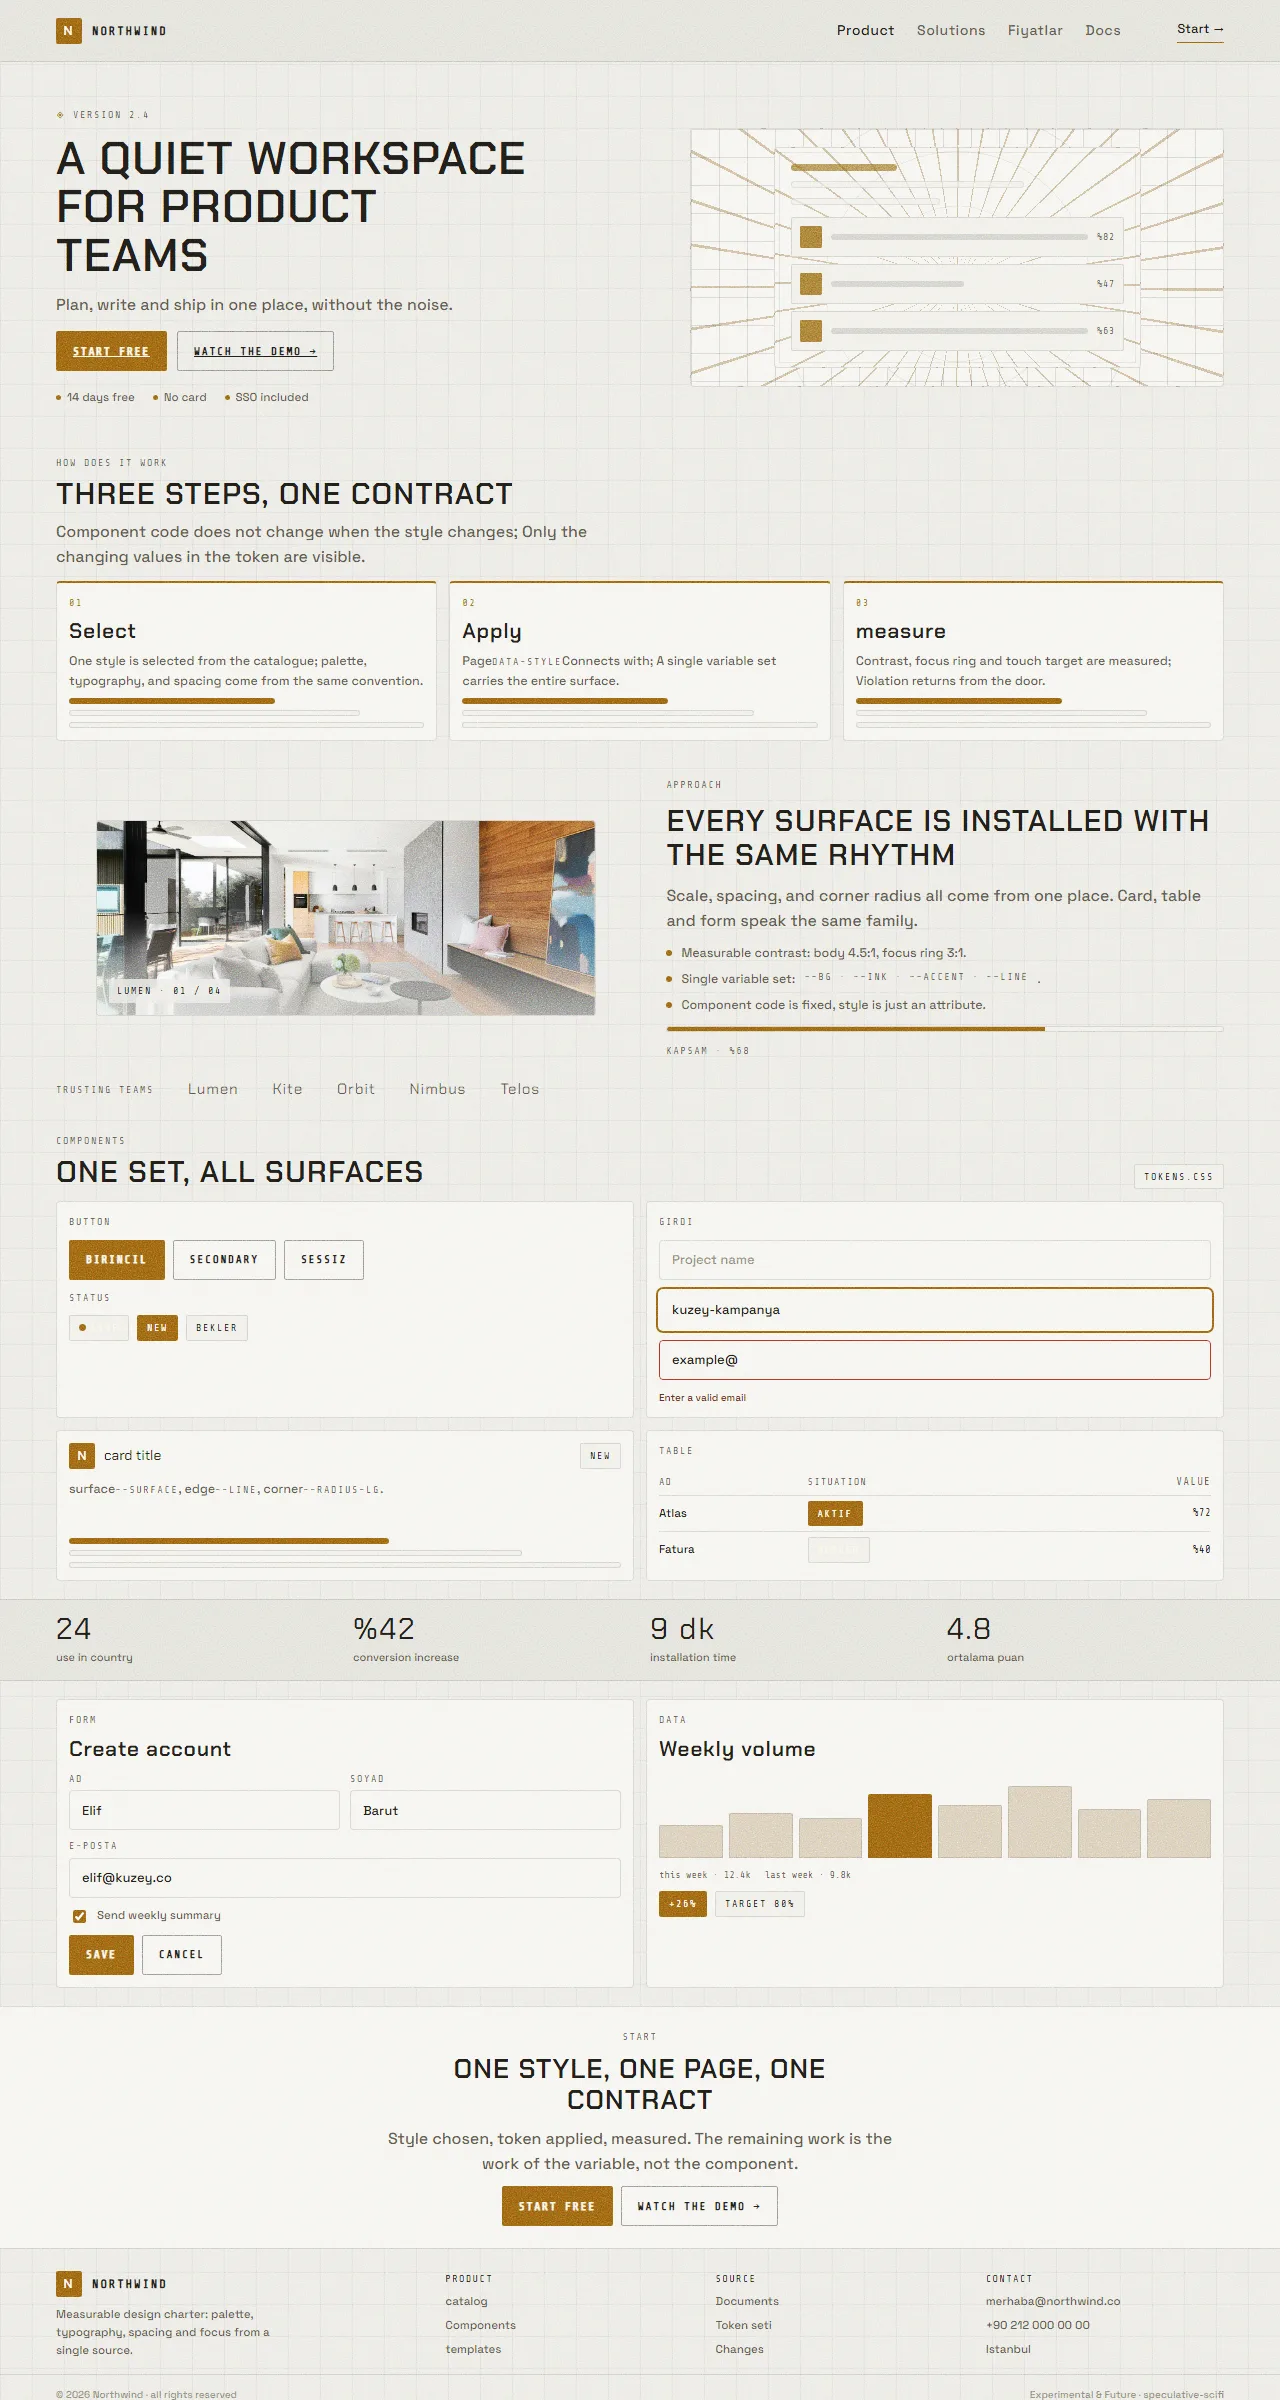 N NORTHWIND
Product Solutions Fiyatlar Docs Start →
VERSION 2.4
A QUIET WORKSPACE
FOR PRODUCT
TEAMS
Plan, write and ship in one place, without the noise.
START FREE WATCH THE DEMO →
14 days free No card SSO included
%82
%47
%63
HOW DOES IT WORK
THREE STEPS, ONE CONTRACT
Component code does not change when the style changes; Only the
changing values in the token are visible.
01
Select
One style is selected from the catalogue; palette,
typography, and spacing come from the same convention.
02
Apply
PageDATA-STYLEConnects with; A single variable set
carries the entire surface.
03
measure
Contrast, focus ring and touch target are measured;
Violation returns from the door.
LUMEN · 01 / 04
APPROACH
EVERY SURFACE IS INSTALLED WITH
THE SAME RHYTHM
Scale, spacing, and corner radius all come from one place. Card, table
and form speak the same family.
Measurable contrast: body 4.5:1, focus ring 3:1.
Single variable set: --BG · --INK · --ACCENT · --LINE .
Component code is fixed, style is just an attribute.
KAPSAM · %68
TRUSTING TEAMS Lumen Kite Orbit Nimbus Telos
COMPONENTS
ONE SET, ALL SURFACES
TOKENS.CSS
BUTTON
BIRINCIL SECONDARY SESSIZ
STATUS
NEW BEKLER
GIRDI
Project name
kuzey-kampanya
example@
Enter a valid email
N card title NEW
surface--SURFACE, edge--LINE, corner--RADIUS-LG.
TABLE
AD SITUATION VALUE
Atlas AKTIF %72
Fatura %40
24
use in country
%42
conversion increase
9 dk
installation time
4.8
ortalama puan
FORM
Create account
AD SOYAD
Elif Barut
E-POSTA
elif@kuzey.co
Send weekly summary
SAVE CANCEL
DATA
Weekly volume
this week · 12.4k last week · 9.8k
+26% TARGET 80%
START
ONE STYLE, ONE PAGE, ONE
CONTRACT
Style chosen, token applied, measured. The remaining work is the
work of the variable, not the component.
START FREE WATCH THE DEMO →
N NORTHWIND
Measurable design charter: palette,
typography, spacing and focus from a
single source.
PRODUCT
catalog
Components
templates
SOURCE
Documents
Token seti
Changes
CONTACT
merhaba@northwind.co
+90 212 000 00 00
Istanbul
© 2026 Northwind · all rights reserved
Experimental & Future · speculative-scifi